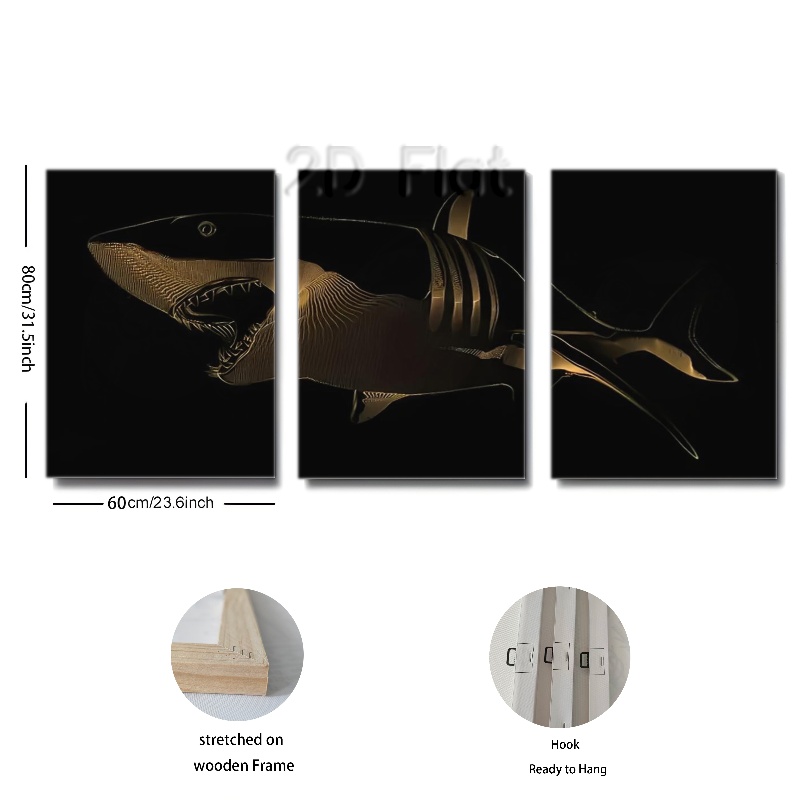 2D Flat
80cm/31.5inch
60cm/23.6inch
stretched on
wooden Frame
Hook
Ready to Hang